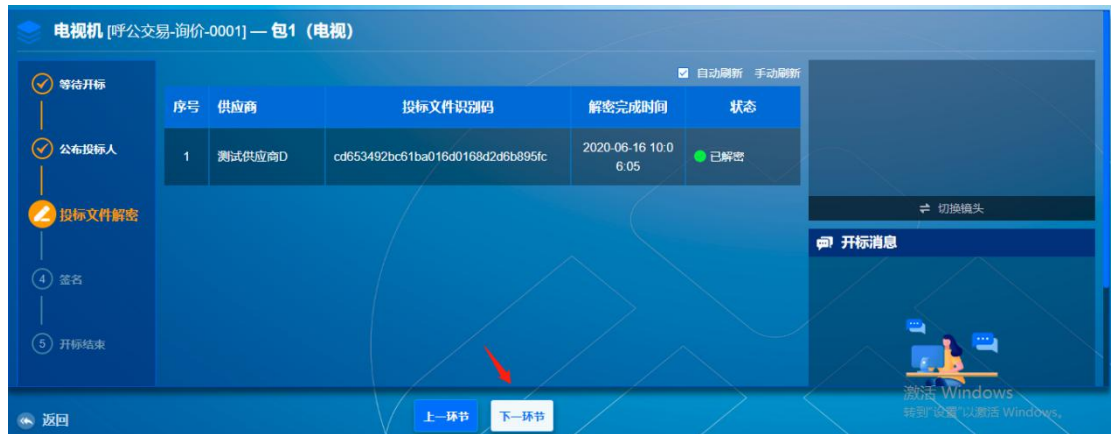 电视机 [呼公交易-询价-0001] — 包1（电视）
等待开标
公布投标人
投标文件解密
4 签名
5 开标结束
自动刷新 手动刷新
序号 供应商 投标文件识别码 解密完成时间 状态
1 测试供应商D cd653492bc61ba016d0168d2d6b895fc 2020-06-16 10:0
6:05 已解密
切换镜头
开标消息
返回
上一环节 下一环节
激活 Windows
转到"设置"以激活 Windows。